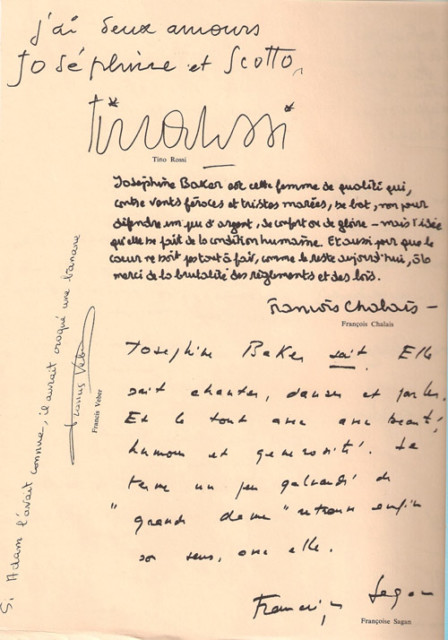 j'ai deux amours
Joséphine et Scotto,
Tino Rossi
Tino Rossi
Joséphine Baker est cette femme de qualité qui,
contre vents féroces et tristes marées, se bat, non pour
défendre un peu d'argent, de confort ou de gloire – mais l'idée
qu'elle se fait de la condition humaine. Et aussi pour que le
cœur ne soit pas tout à fait, comme le reste aujourd'hui, à la
merci de la brutalité des règlements et des lois.
François Chalais –
François Chalais
Joséphine Baker sait. Elle
sait chanter, danser et parler.
Et le tout avec avec beauté,
humour et générosité. Le
terme un peu galvaudé de
"grande dame" retrouve enfin
son sens, avec elle.
Françoise Sagan
Françoise Sagan
Si Adam l'avait connue, il aurait croqué une banane
Francis Veber
Francis Veber